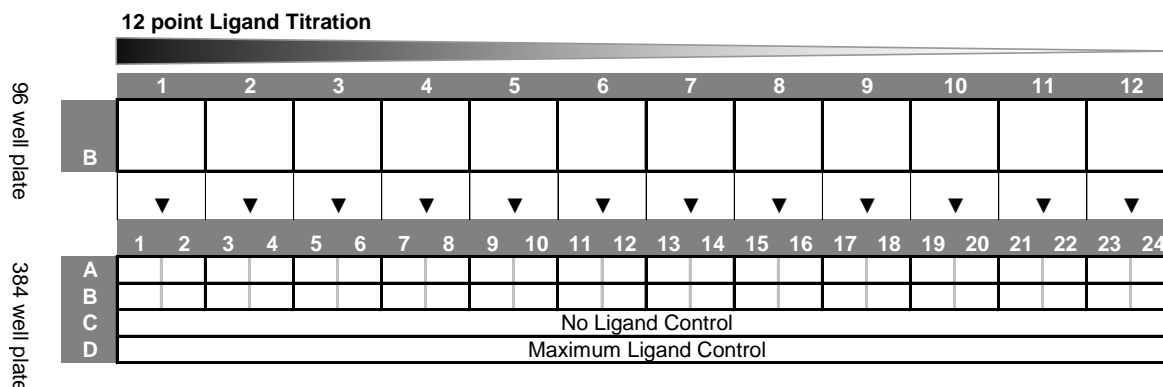 12 point Ligand Titration
1 2 3 4 5 6 7 8 9 10 11 12
96 well plate
B
1 2 3 4 5 6 7 8 9 10 11 12 13 14 15 16 17 18 19 20 21 22 23 24
384 well plate
A
B
C No Ligand Control
D Maximum Ligand Control